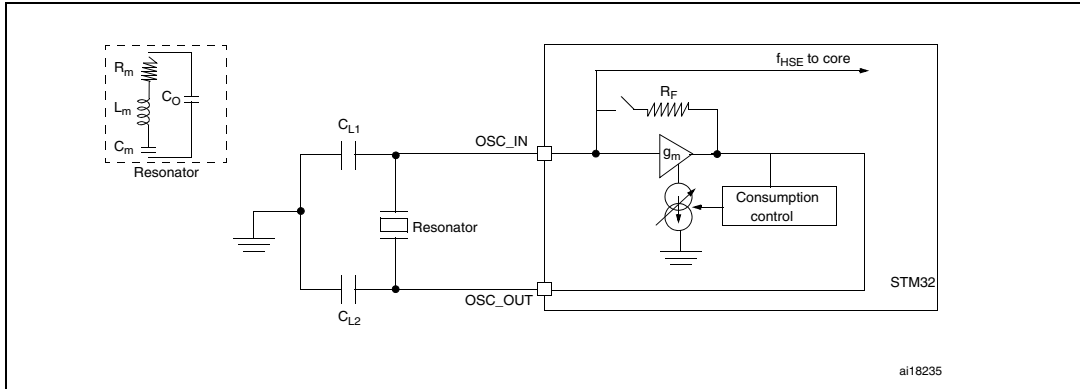 f_HSE to core
R_m
L_m
C_O
C_m
Resonator
C_L1
OSC_IN
R_F
g_m
Consumption
control
Resonator
STM32
OSC_OUT
C_L2
ai18235